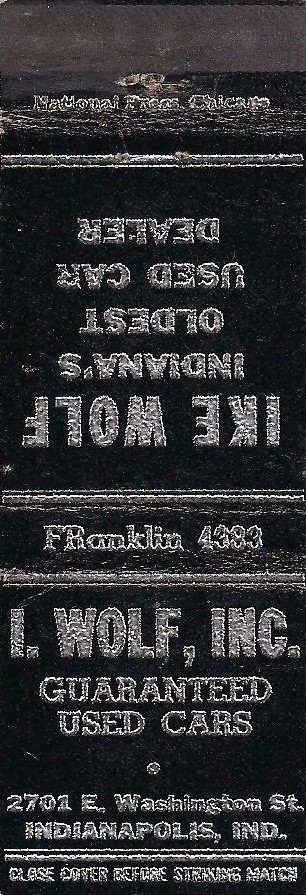 National Press, Chicago
IKE WOLF
INDIANA'S
OLDEST
USED CAR
DEALER
FRanklin 4383
I. WOLF, INC.
GUARANTEED
USED CARS
2701 E. Washington St.
INDIANAPOLIS, IND.
CLOSE COVER BEFORE STRIKING MATCH